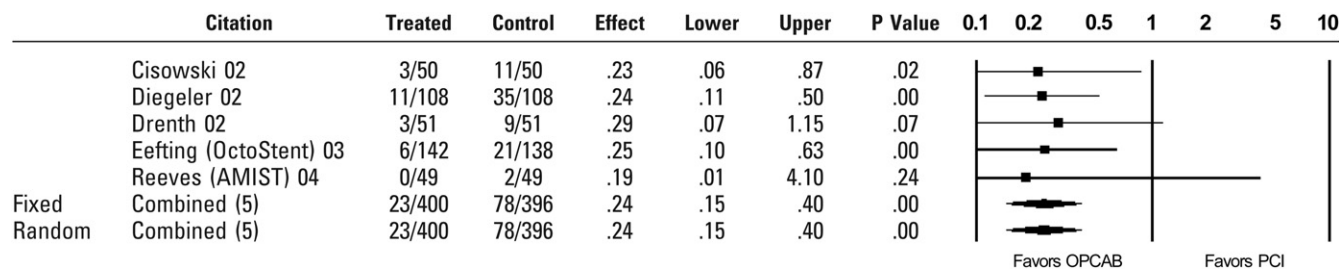 Citation Treated Control Effect Lower Upper P Value 0.1 0.2 0.5 1 2 5 10
Cisowski 02 3/50 11/50 .23 .06 .87 .02
Diegeler 02 11/108 35/108 .24 .11 .50 .00
Drenth 02 3/51 9/51 .29 .07 1.15 .07
Eefting (OctoStent) 03 6/142 21/138 .25 .10 .63 .00
Reeves (AMIST) 04 0/49 2/49 .19 .01 4.10 .24
Fixed Combined (5) 23/400 78/396 .24 .15 .40 .00
Random Combined (5) 23/400 78/396 .24 .15 .40 .00
Favors OPCAB Favors PCI